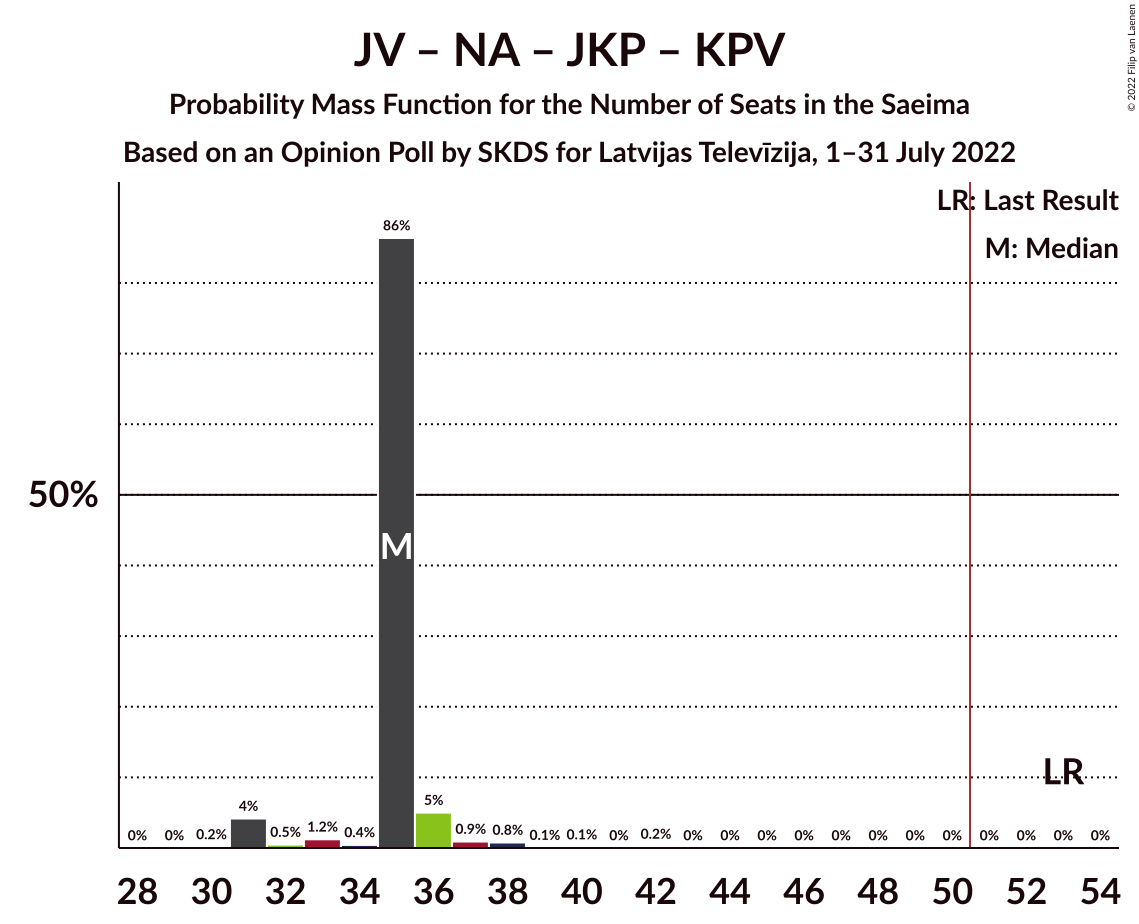 JV – NA – JKP – KPV
Probability Mass Function for the Number of Seats in the Saeima
Based on an Opinion Poll by SKDS for Latvijas Televīzija, 1–31 July 2022
© 2022 Filip van Laenen
LR: Last Result
M: Median
86%
50%
M
LR
0% 0% 0.2% 4% 0.5% 1.2% 0.4% 5% 0.9% 0.8% 0.1% 0.1% 0% 0.2% 0% 0% 0% 0% 0% 0% 0% 0% 0% 0% 0% 0%
28 30 32 34 36 38 40 42 44 46 48 50 52 54